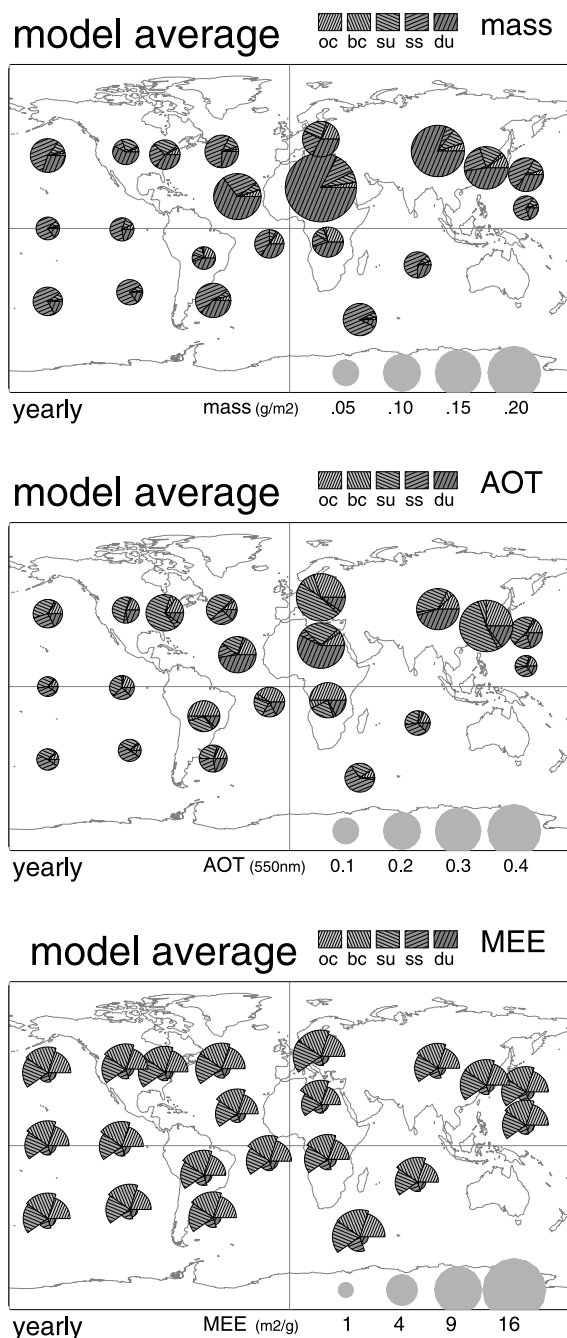 model average
mass
oc bc su ss du
yearly
mass (g/m2) .05 .10 .15 .20
model average
AOT
oc bc su ss du
yearly
AOT (550nm) 0.1 0.2 0.3 0.4
model average
MEE
oc bc su ss du
yearly
MEE (m2/g) 1 4 9 16